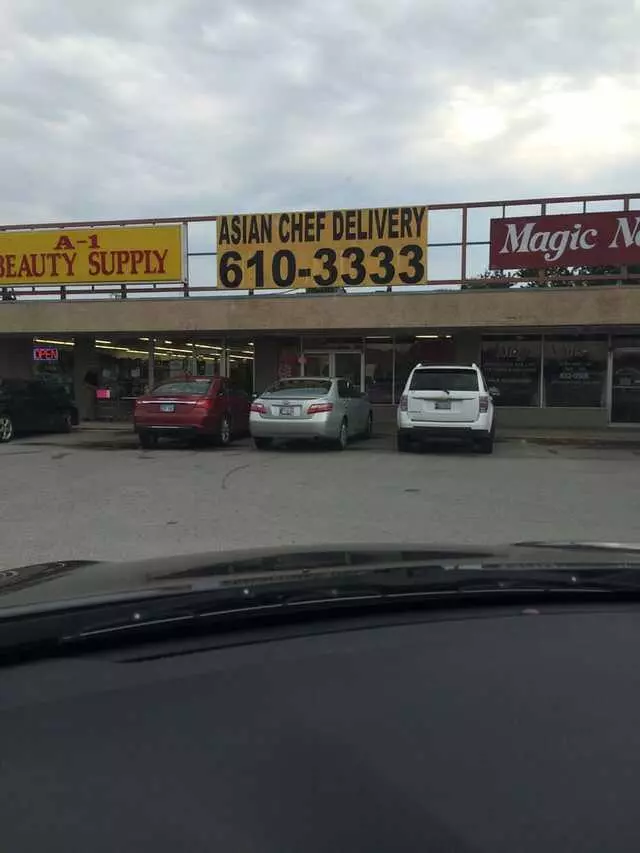 A-1
BEAUTY SUPPLY
ASIAN CHEF DELIVERY
610-3333
Magic N
OPEN